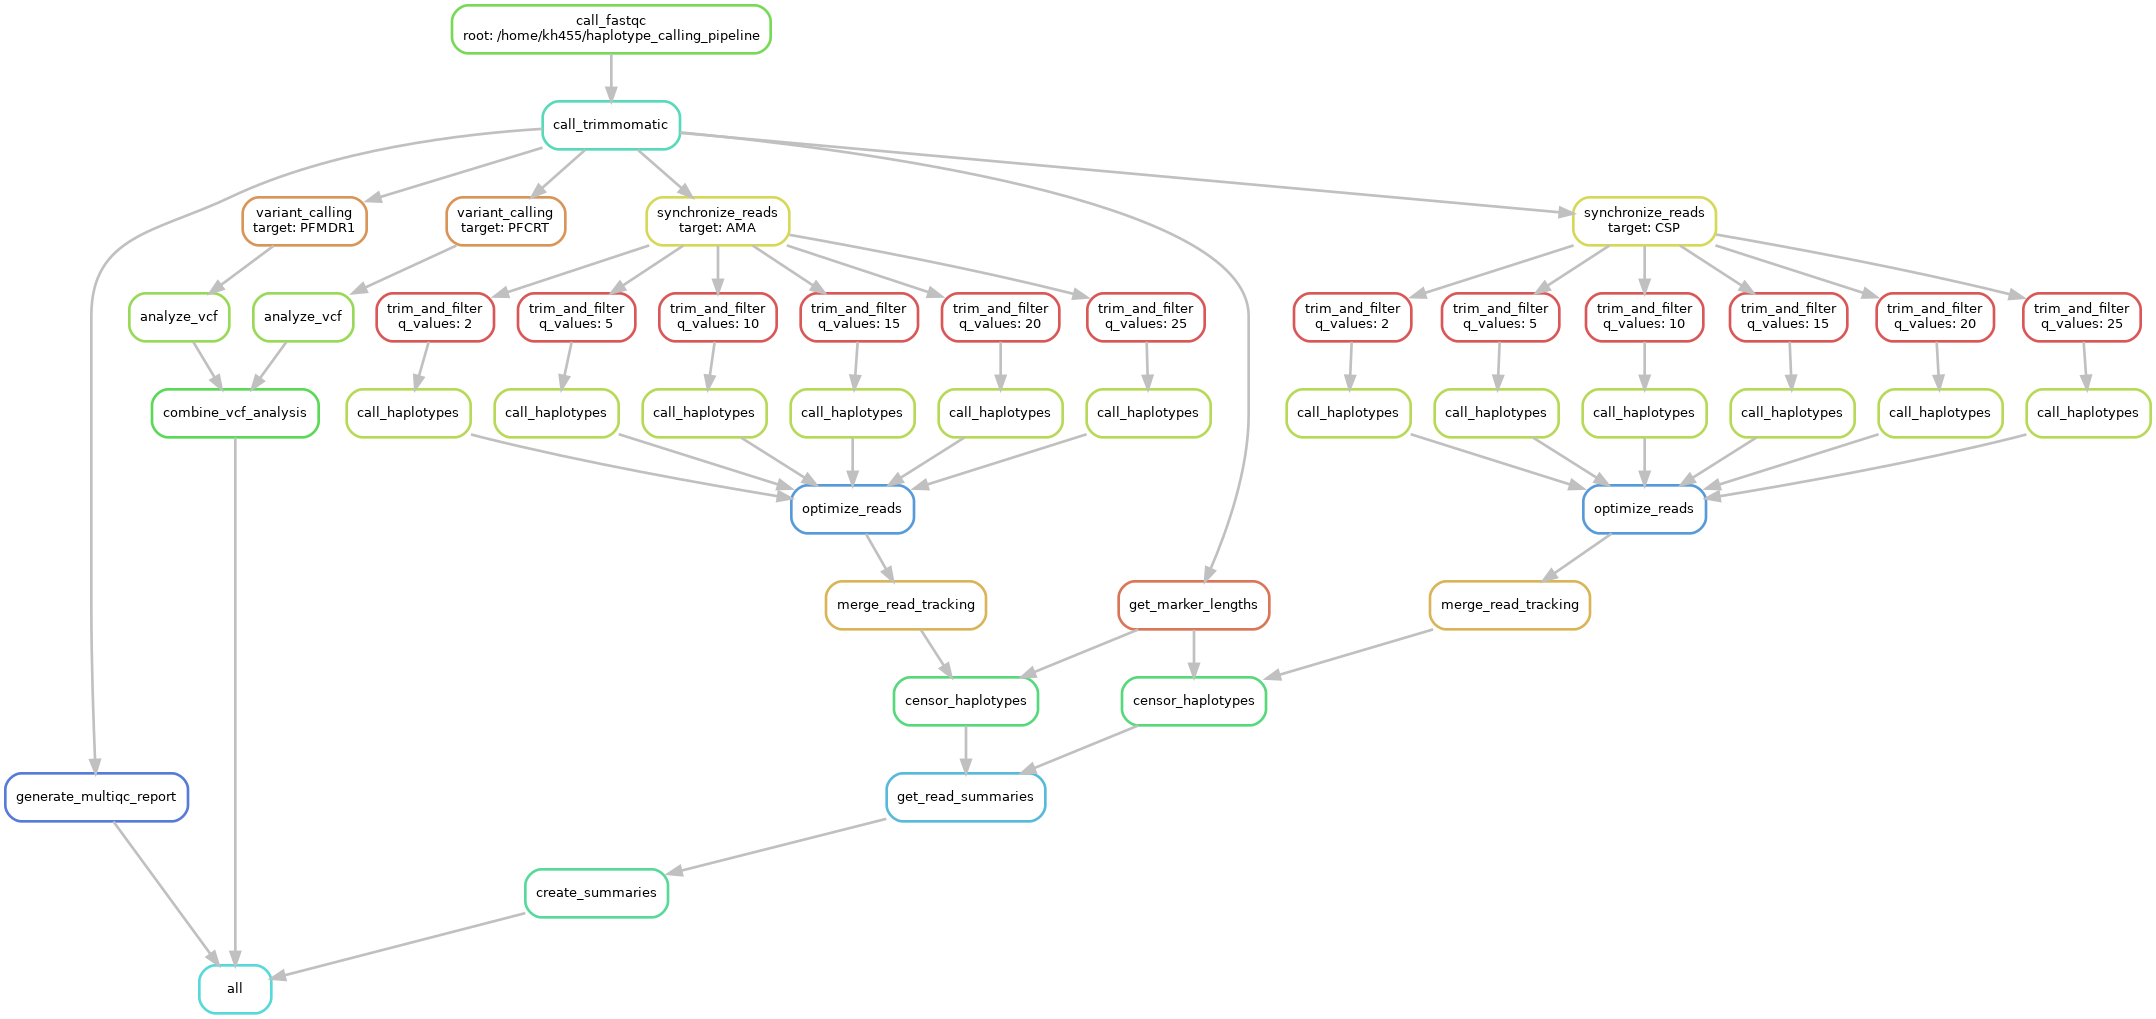 call_fastqc
root: /home/kh455/haplotype_calling_pipeline
call_trimmomatic
variant_calling
target: PFMDR1
variant_calling
target: PFCRT
synchronize_reads
target: AMA
synchronize_reads
target: CSP
analyze_vcf
analyze_vcf
trim_and_filter
q_values: 2
trim_and_filter
q_values: 5
trim_and_filter
q_values: 10
trim_and_filter
q_values: 15
trim_and_filter
q_values: 20
trim_and_filter
q_values: 25
trim_and_filter
q_values: 2
trim_and_filter
q_values: 5
trim_and_filter
q_values: 10
trim_and_filter
q_values: 15
trim_and_filter
q_values: 20
trim_and_filter
q_values: 25
combine_vcf_analysis
call_haplotypes
call_haplotypes
call_haplotypes
call_haplotypes
call_haplotypes
call_haplotypes
call_haplotypes
call_haplotypes
call_haplotypes
call_haplotypes
call_haplotypes
call_haplotypes
optimize_reads
optimize_reads
merge_read_tracking
get_marker_lengths
merge_read_tracking
censor_haplotypes
censor_haplotypes
generate_multiqc_report
get_read_summaries
create_summaries
all